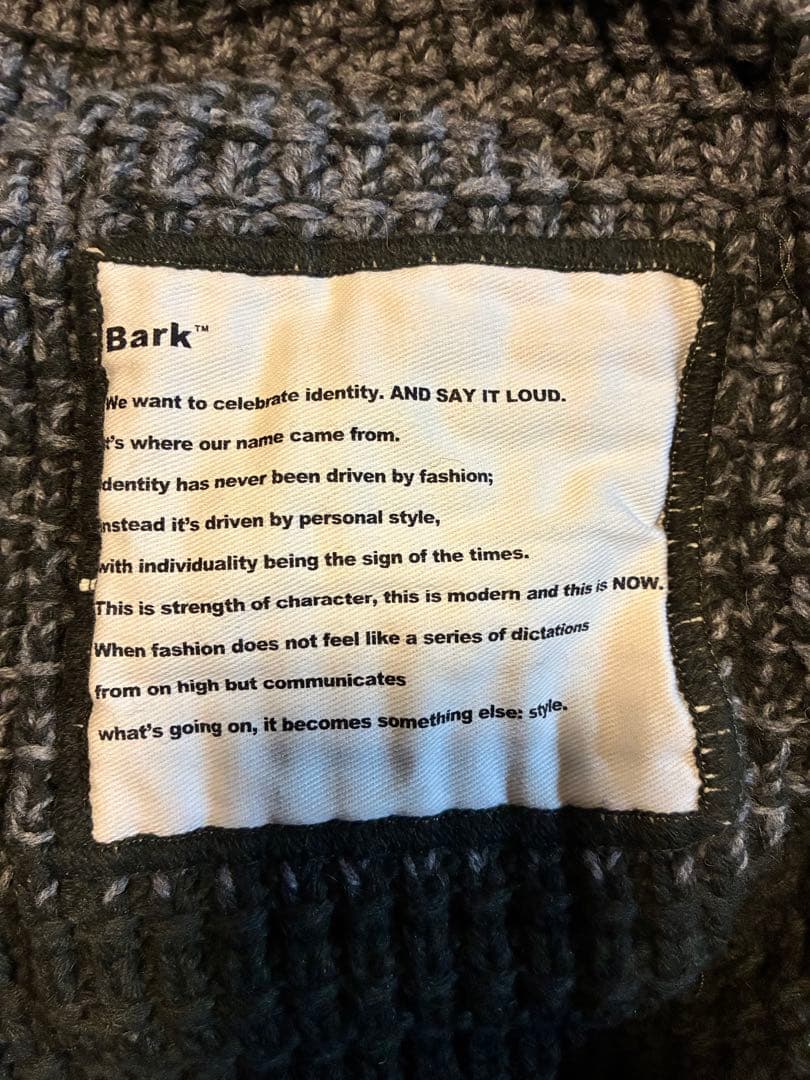 Bark™
We want to celebrate identity. AND SAY IT LOUD.
t's where our name came from.
dentity has never been driven by fashion;
nstead it's driven by personal style,
with individuality being the sign of the times.
This is strength of character, this is modern and this is NOW.
When fashion does not feel like a series of dictations
from on high but communicates
what's going on, it becomes something else: style.